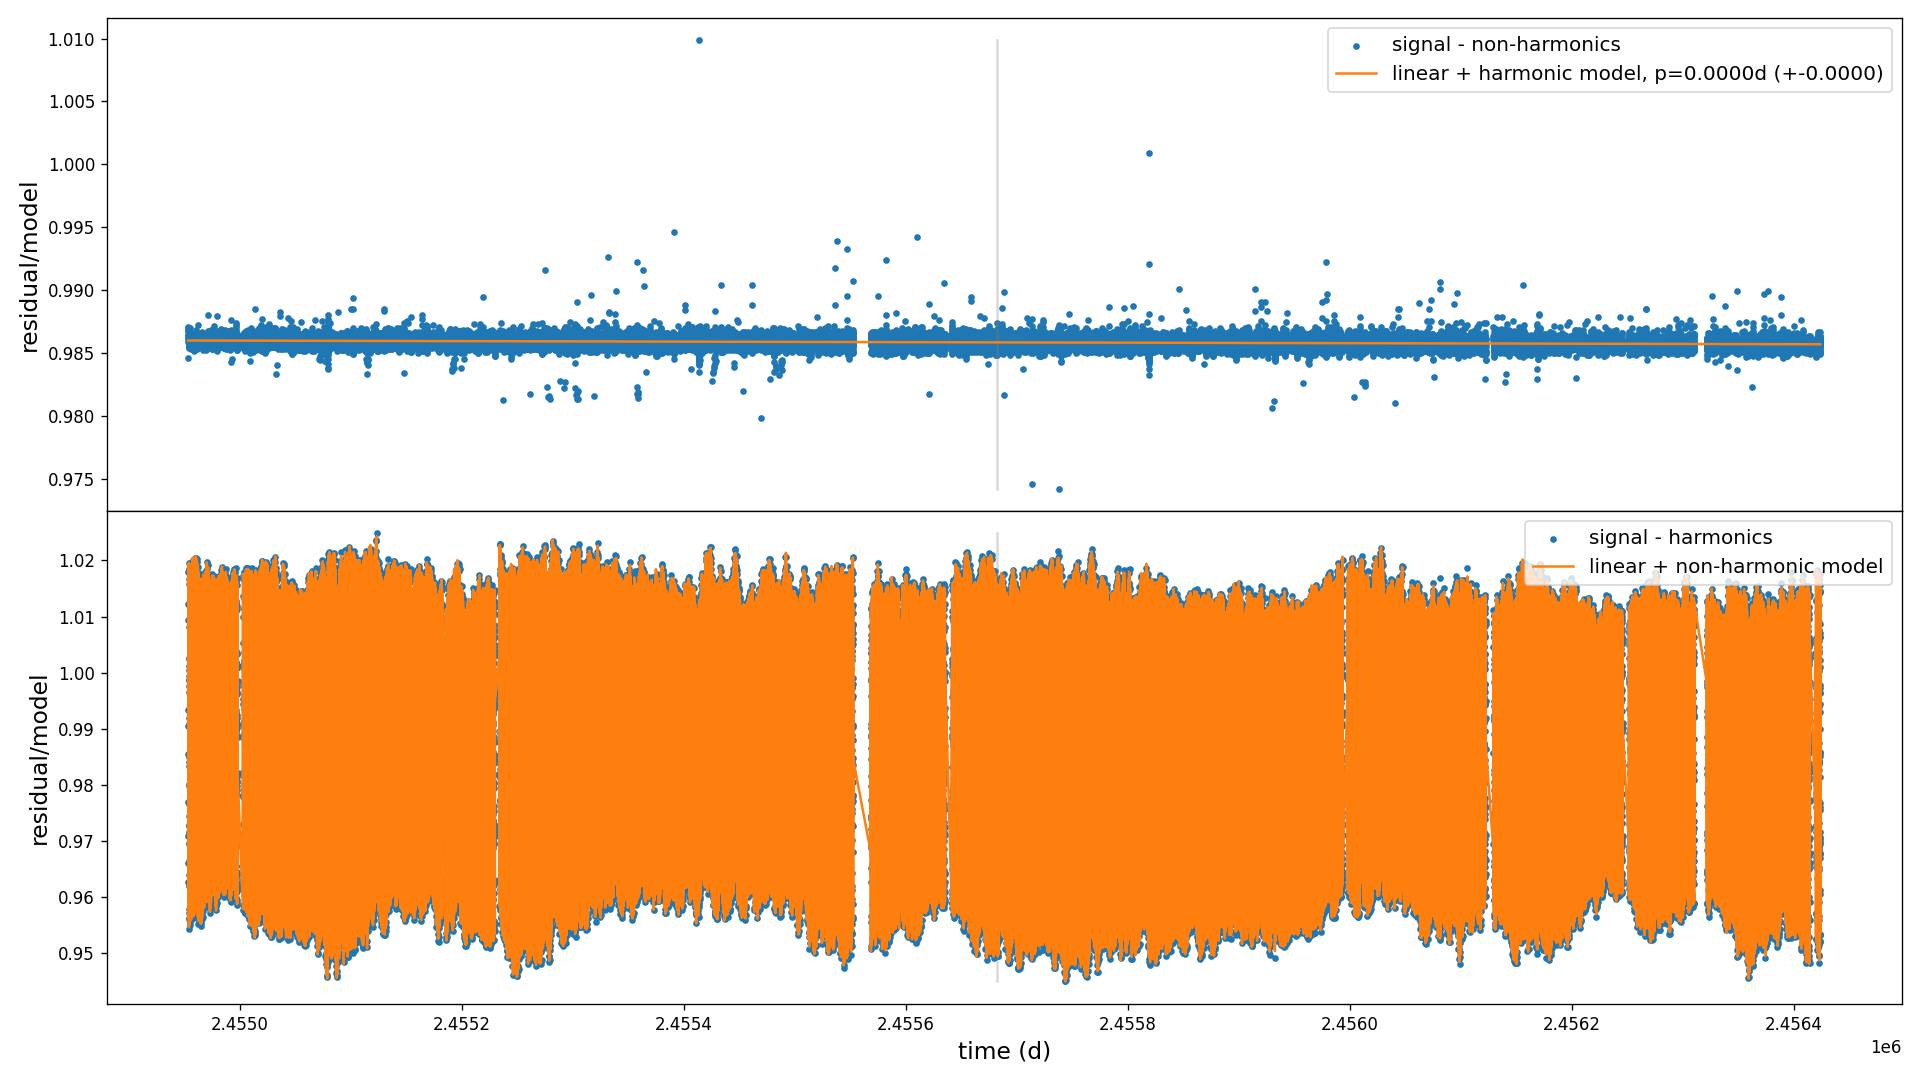 1.010
1.005
1.000
0.995
0.990
0.985
0.980
0.975
residual/model
signal - non-harmonics
linear + harmonic model, p=0.0000d (+-0.0000)
1.02
1.01
1.00
0.99
0.98
0.97
0.96
0.95
residual/model
signal - harmonics
linear + non-harmonic model
2.4550 2.4552 2.4554 2.4556 2.4558 2.4560 2.4562 2.4564
1e6
time (d)